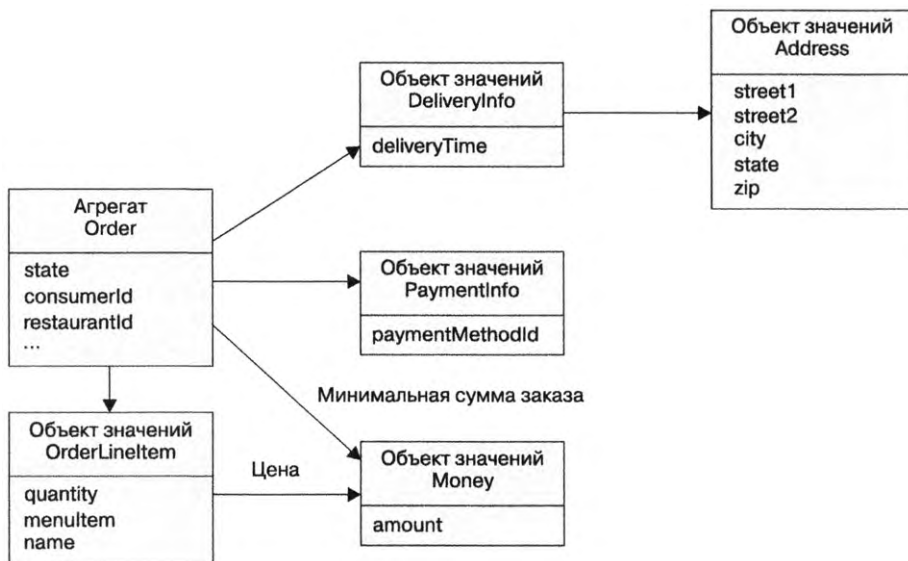 Объект значений
Address
street1
street2
city
state
zip
Объект значений
DeliveryInfo
deliveryTime
Агрегат
Order
state
consumerId
restaurantId
...
Объект значений
PaymentInfo
paymentMethodId
Минимальная сумма заказа
Объект значений
OrderLineItem
quantity
menuItem
name
Цена
Объект значений
Money
amount